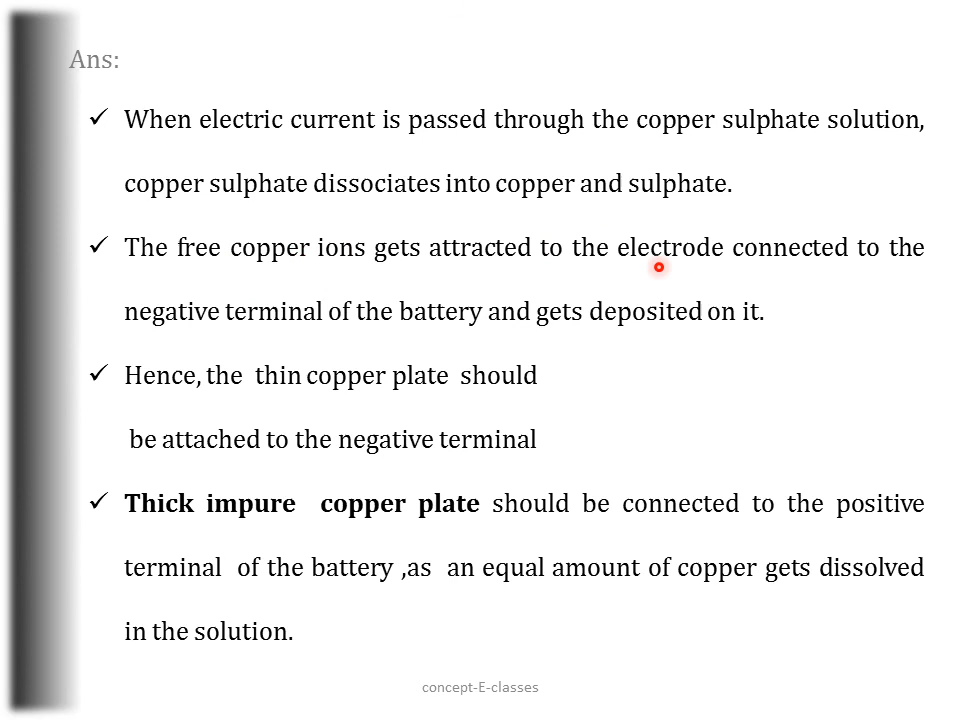 Ans:
✓ When electric current is passed through the copper sulphate solution,
copper sulphate dissociates into copper and sulphate.
✓ The free copper ions gets attracted to the electrode connected to the
negative terminal of the battery and gets deposited on it.
✓ Hence, the thin copper plate should
be attached to the negative terminal
✓ Thick impure copper plate should be connected to the positive
terminal of the battery ,as an equal amount of copper gets dissolved
in the solution.
concept-E-classes